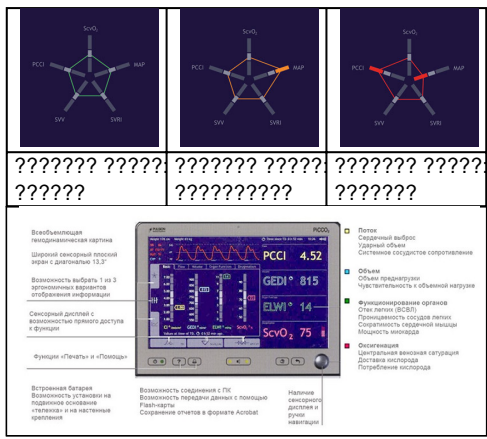 ScvO₂
PCCI
MAP
SVV
SVRI
ScvO₂
PCCI
MAP
SVV
SVRI
ScvO₂
PCCI
MAP
SVV
SVRI
??????? ?????:
??????
??????? ?????:
??????????
??????? ?????:
???????
Всеобъемлющая
гемодинамическая картина
Широкий сенсорный плоский
экран с диагональю 13,3"
Возможность выбрать 1 из 3
эргономичных вариантов
отображения информации
Сенсорный дисплей с
возможностью прямого доступа
к функции
Функции «Печать» и «Помощь»
Встроенная батарея
Возможность установки на
подвижное основание
«тележка» и на настенные
крепления
PiCCO₂
PCCI 4.52
GEDI 815
ELWI 14
ScvO₂ 75
Возможность соединения с ПК
Возможность передачи данных с помощью
Flash-карты
Сохранение отчетов в формате Acrobat
Наличие
сенсорного
дисплея и
ручки
навигации
Поток
Сердечный выброс
Ударный объем
Системное сосудистое сопротивление
Объем
Объем преднагрузки
Чувствительность к объемной нагрузке
Функционирование органов
Отек легких (ВСВЛ)
Проницаемость сосудов легких
Сократимость сердечной мышцы
Мощность миокарда
Оксигенация
Центральная венозная сатурация
Доставка кислорода
Потребление кислорода